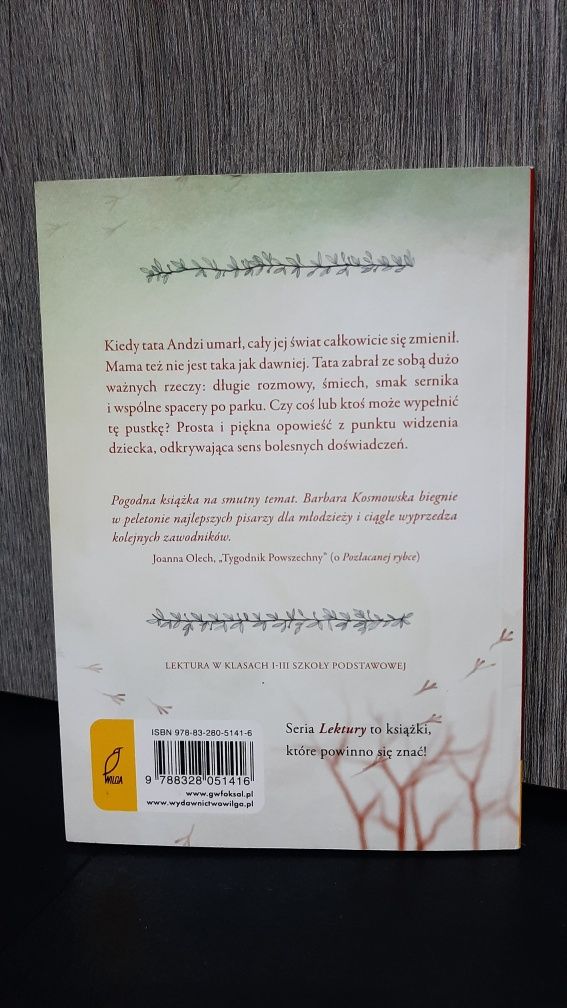 Kiedy tata Andzi umarł, cały jej świat całkowicie się zmienił.
Mama też nie jest taka jak dawniej. Tata zabrał ze sobą dużo
ważnych rzeczy: długie rozmowy, śmiech, smak sernika
i wspólne spacery po parku. Czy coś lub ktoś może wypełnić
tę pustkę? Prosta i piękna opowieść z punktu widzenia
dziecka, odkrywająca sens bolesnych doświadczeń.
Pogodna książka na smutny temat. Barbara Kosmowska biegnie
w peletonie najlepszych pisarzy dla młodzieży i ciągle wyprzedza
kolejnych zawodników.
Joanna Olech, „Tygodnik Powszechny” (o Pozłacanej rybce)
LEKTURA W KLASACH I-III SZKOŁY PODSTAWOWEJ
ISBN 978-83-280-5141-6
9 788328 051416
www.gwfoksal.pl
www.wydawnictwowilga.pl
WILGA
Seria Lektury to książki,
które powinno się znać!